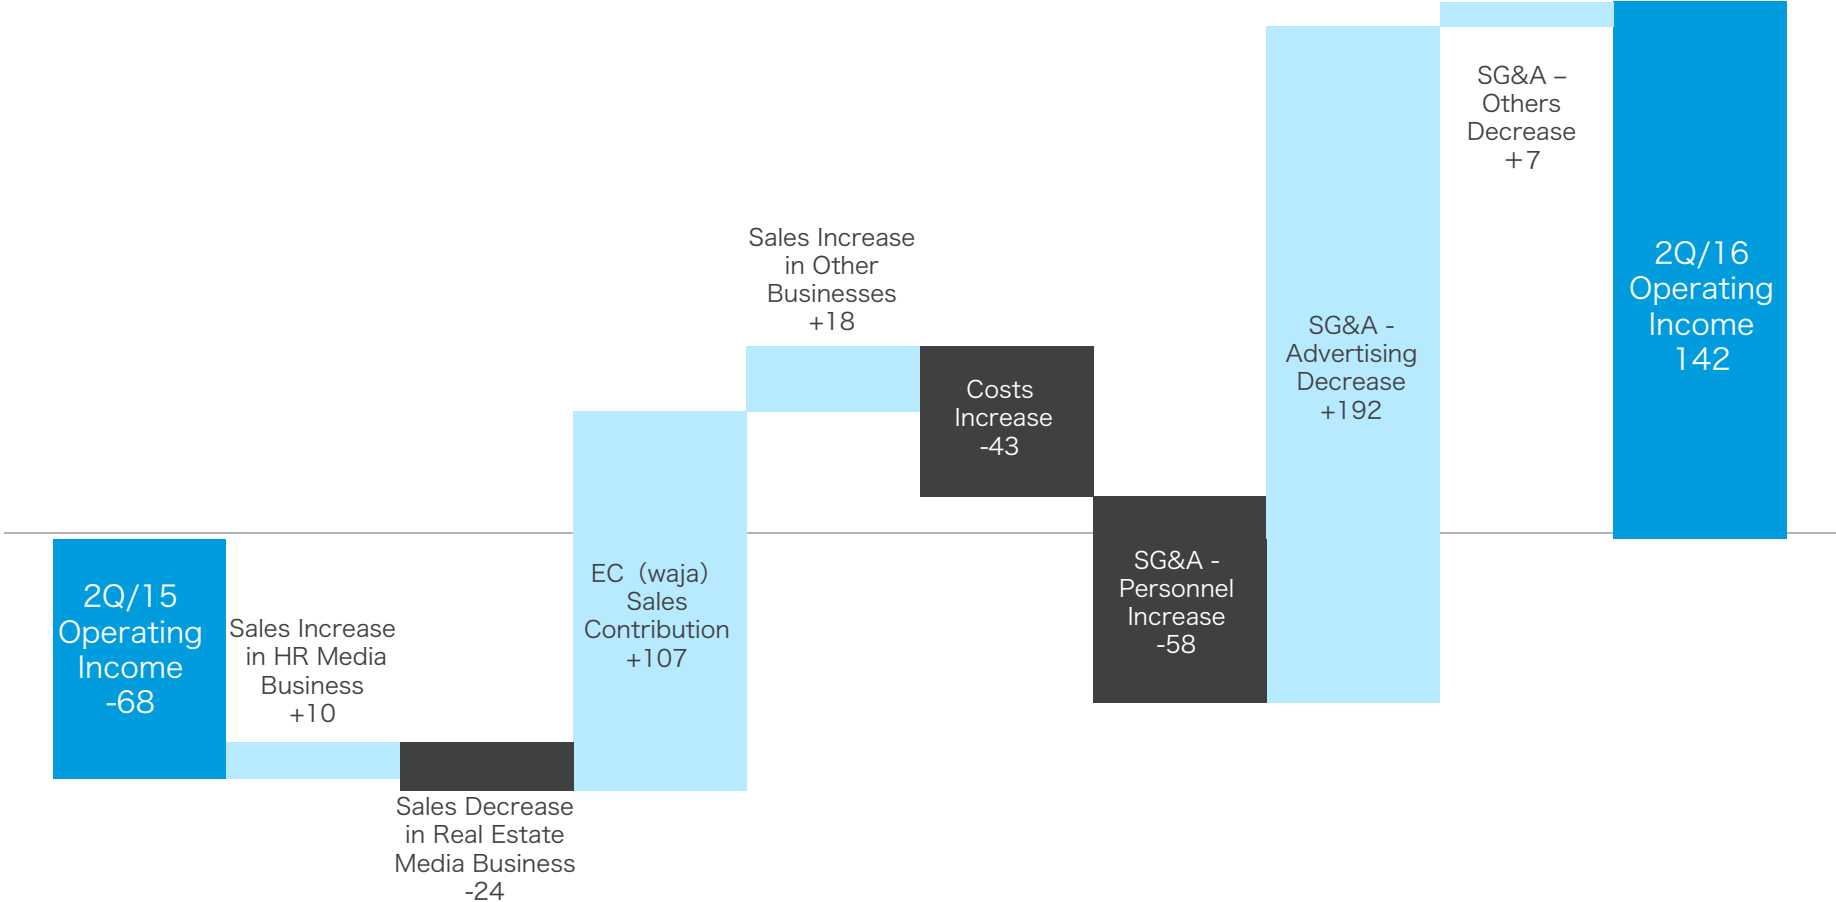 2Q/15
Operating
Income
-68
Sales Increase
in HR Media
Business
+10
Sales Decrease
in Real Estate
Media Business
-24
EC（waja）
Sales
Contribution
+107
Sales Increase
in Other
Businesses
+18
Costs
Increase
-43
SG&A -
Personnel
Increase
-58
SG&A -
Advertising
Decrease
+192
SG&A –
Others
Decrease
＋7
2Q/16
Operating
Income
142